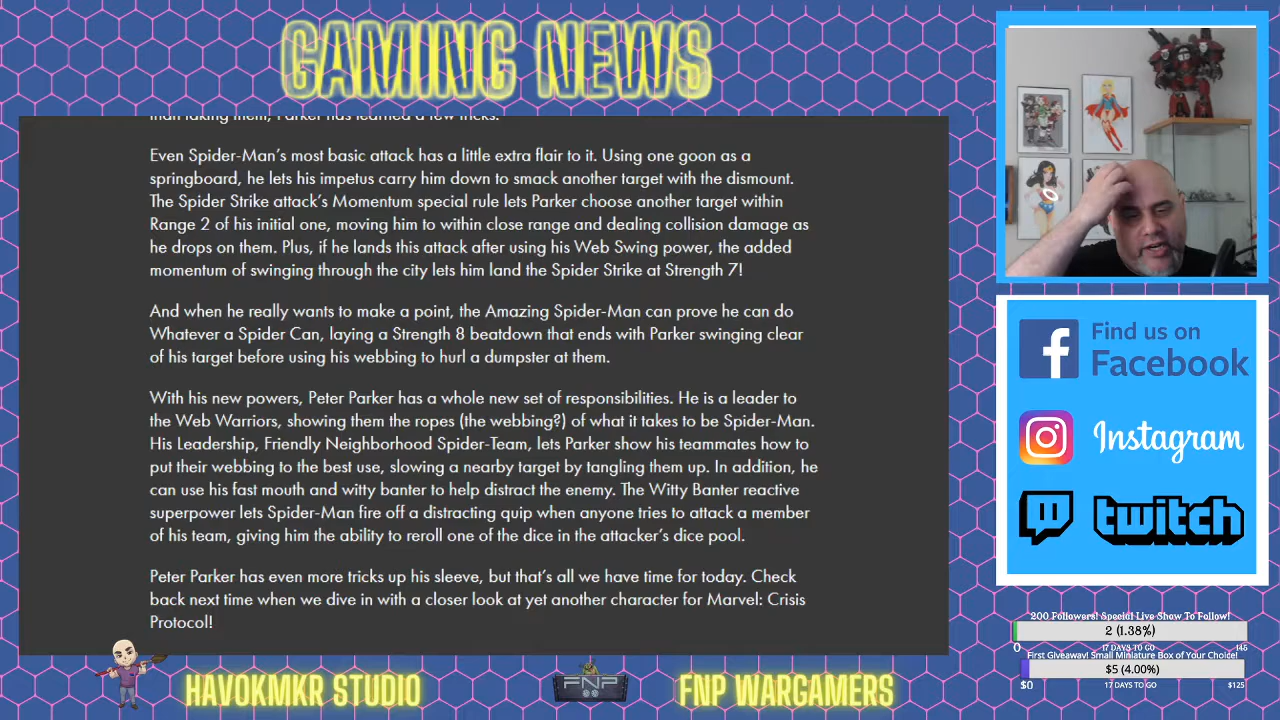 GAMING NEWS
than taking them, Parker has learned a few tricks.
Even Spider-Man's most basic attack has a little extra flair to it. Using one goon as a
springboard, he lets his impetus carry him down to smack another target with the dismount.
The Spider Strike attack's Momentum special rule lets Parker choose another target within
Range 2 of his initial one, moving him to within close range and dealing collision damage as
he drops on them. Plus, if he lands this attack after using his Web Swing power, the added
momentum of swinging through the city lets him land the Spider Strike at Strength 7!
And when he really wants to make a point, the Amazing Spider-Man can prove he can do
Whatever a Spider Can, laying a Strength 8 beatdown that ends with Parker swinging clear
of his target before using his webbing to hurl a dumpster at them.
With his new powers, Peter Parker has a whole new set of responsibilities. He is a leader to
the Web Warriors, showing them the ropes (the webbing?) of what it takes to be Spider-Man.
His Leadership, Friendly Neighborhood Spider-Team, lets Parker show his teammates how to
put their webbing to the best use, slowing a nearby target by tangling them up. In addition, he
can use his fast mouth and witty banter to help distract the enemy. The Witty Banter reactive
superpower lets Spider-Man fire off a distracting quip when anyone tries to attack a member
of his team, giving him the ability to reroll one of the dice in the attacker's dice pool.
Peter Parker has even more tricks up his sleeve, but that's all we have time for today. Check
back next time when we dive in with a closer look at yet another character for Marvel: Crisis
Protocol!
Find us on
Facebook
Instagram
twitch
200 Followers! Special Live Show To Follow!
2 (1.38%)
0 17 DAYS TO GO 145
First Giveaway! Small Miniature Box of Your Choice!
$5 (4.00%)
$0 17 DAYS TO GO $125
HAVOKMKR STUDIO
FNP
FNP WARGAMERS